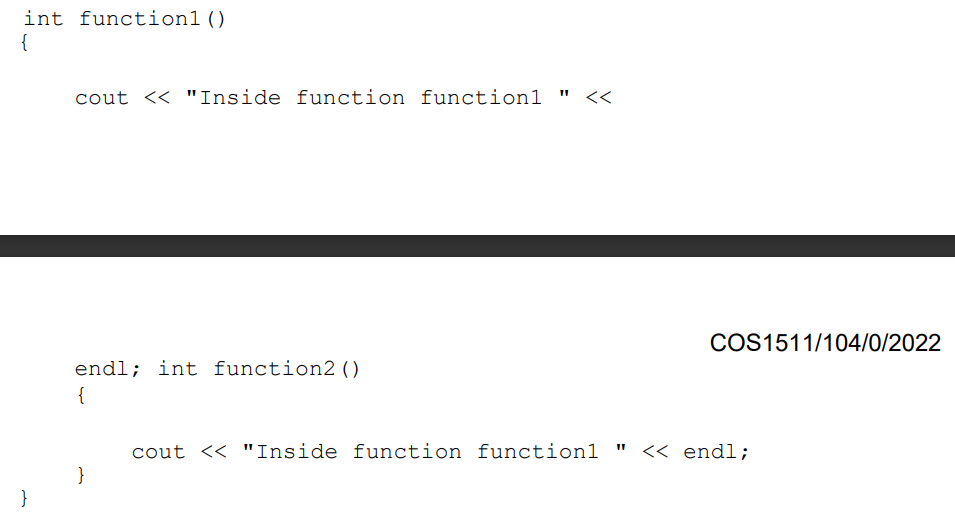 int function1()
{
cout << "Inside function function1 " <<
COS1511/104/0/2022
endl; int function2()
{
cout << "Inside function function1 " << endl;
}
}